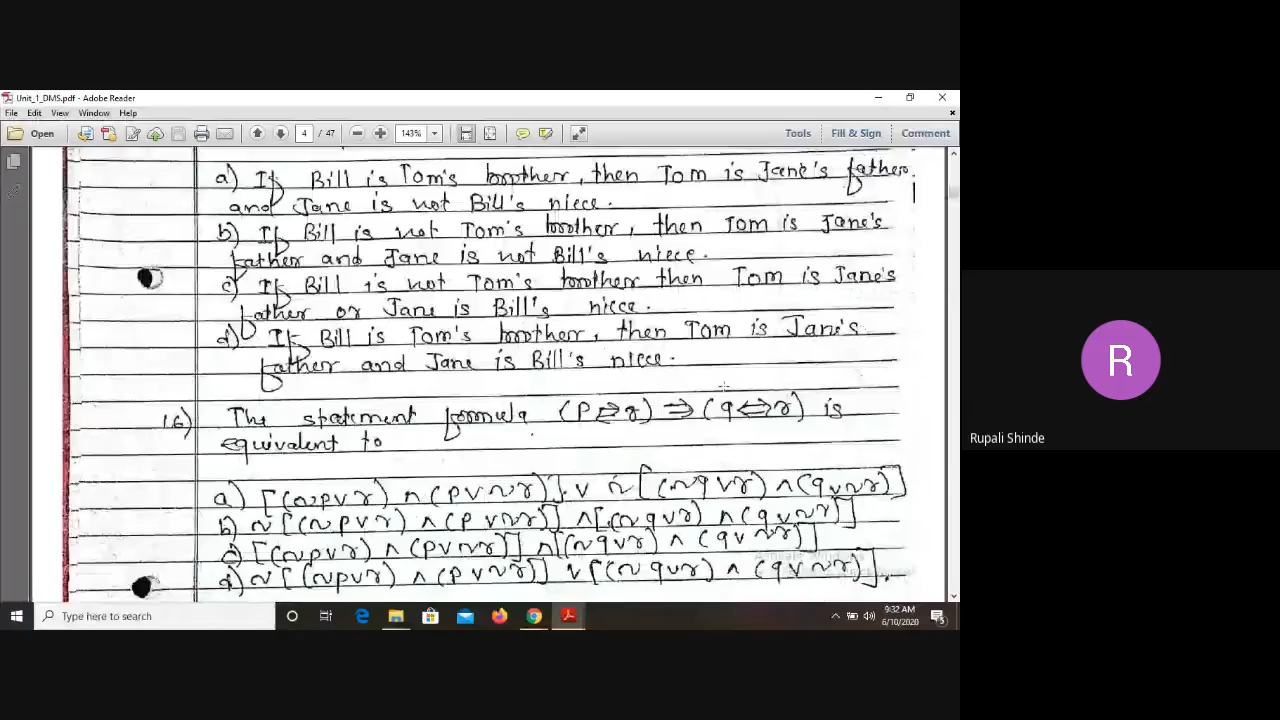 Unit_1_DMS.pdf - Adobe Reader
File Edit View Window Help
Open 4 / 47 143% Tools Fill & Sign Comment
a) If Bill is Tom's brother, then Tom is Jane's father
and Jane is not Bill's niece.
b) If Bill is not Tom's brother, then Tom is Jane's
father and Jane is not Bill's niece.
c) If Bill is not Tom's brother then Tom is Jane's
father or Jane is Bill's niece.
d) If Bill is Tom's brother, then Tom is Jane's
father and Jane is Bill's niece.
16) The statement formula (P⇔r) ⇒ (q⇔r) is
equivalent to
a) [(~p∨r) ∧ (p∨~r)] ∨ ~[(~q∨r) ∧ (q∨~r)]
b) ~[(~p∨r) ∧ (p∨~r)] ∧ [(~q∨r) ∧ (q∨~r)]
c) [(~p∨r) ∧ (p∨~r)] ∧ [(~q∨r) ∧ (q∨~r)]
d) ~[(~p∨r) ∧ (p∨~r)] ∨ [(~q∨r) ∧ (q∨~r)].
R
Rupali Shinde
Type here to search
9:32 AM
6/10/2020